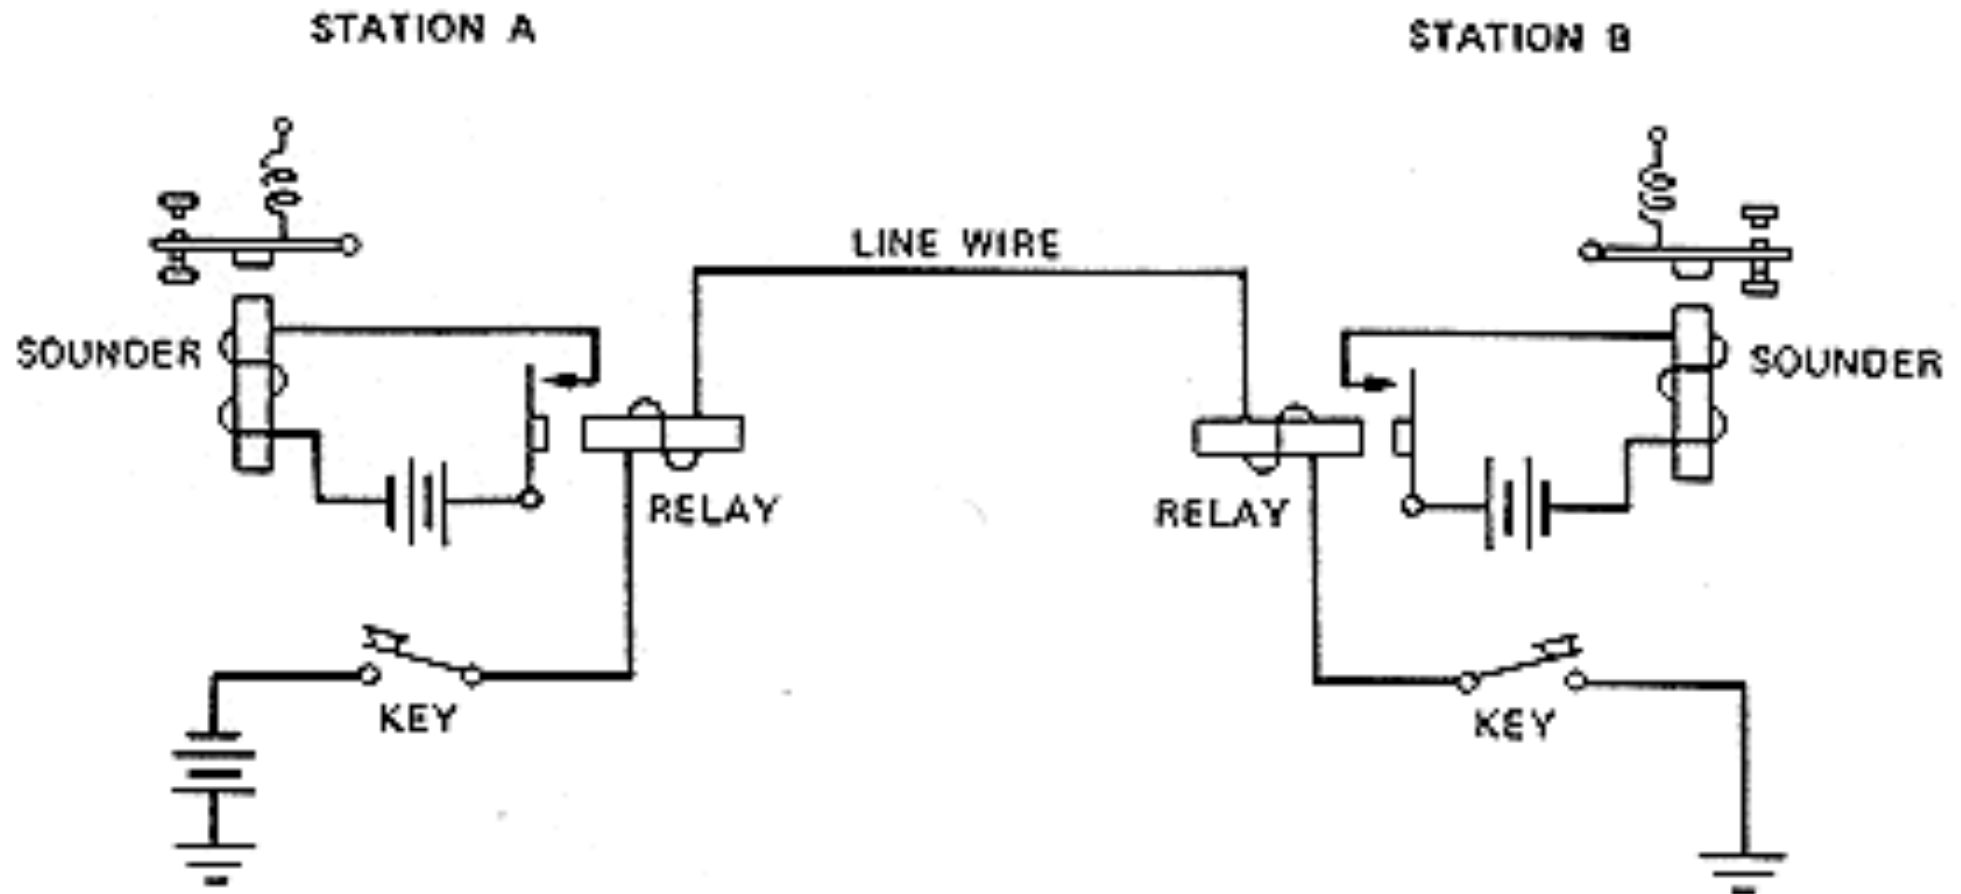 STATION A
STATION B
LINE WIRE
SOUNDER
SOUNDER
RELAY
RELAY
KEY
KEY